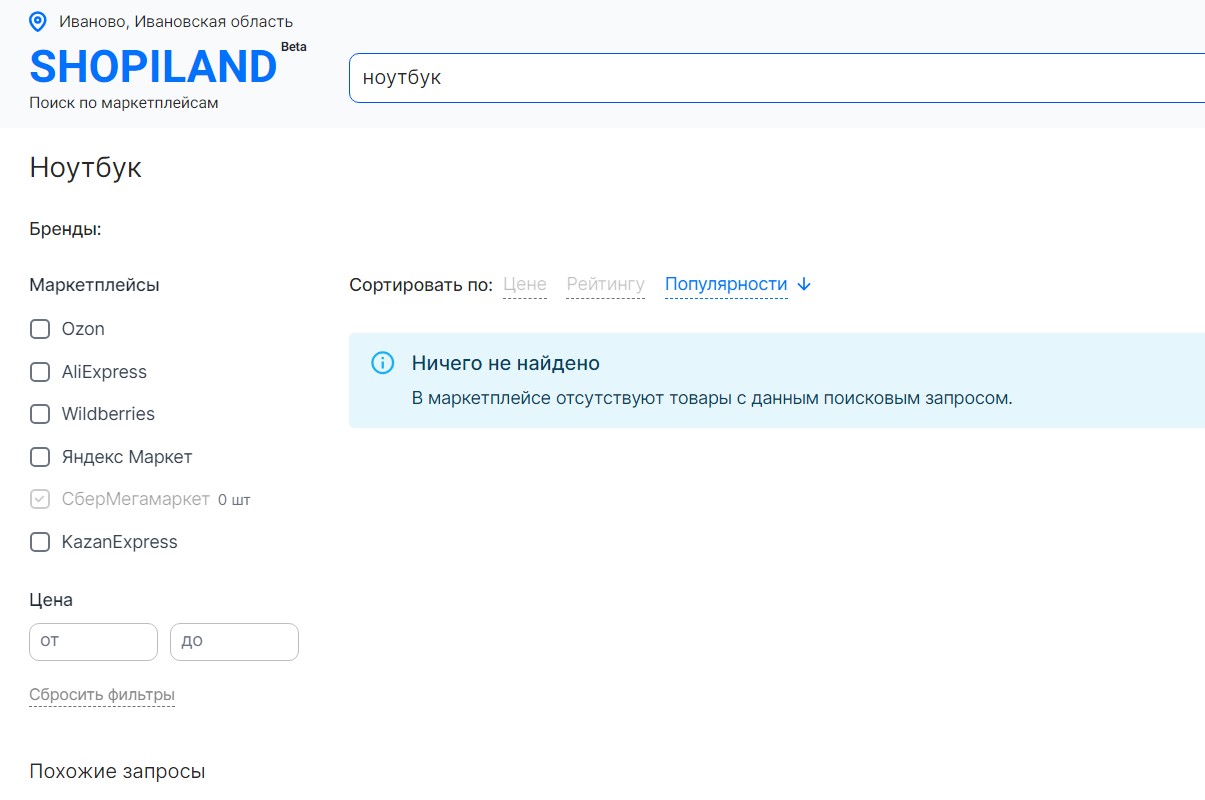 Иваново, Ивановская область
SHOPILAND Beta
Поиск по маркетплейсам
ноутбук
Ноутбук
Бренды:
Маркетплейсы
Ozon
AliExpress
Wildberries
Яндекс Маркет
СберМегамаркет 0 шт
KazanExpress
Цена
от до
Сбросить фильтры
Похожие запросы
Сортировать по: Цене Рейтингу Популярности
Ничего не найдено
В маркетплейсе отсутствуют товары с данным поисковым запросом.